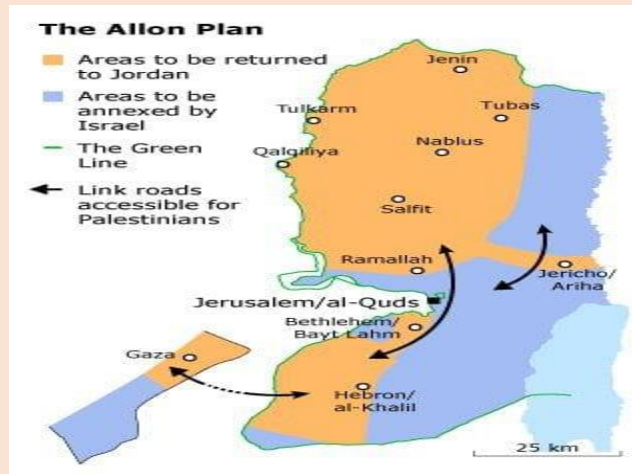 The Allon Plan
Areas to be returned
to Jordan
Areas to be
annexed by
Israel
The Green
Line
Link roads
accessible for
Palestinians
Jenin
Tulkarm
Tubas
Qalqiliya
Nablus
Salfit
Ramallah
Jericho/
Ariha
Jerusalem/al-Quds
Bethlehem/
Bayt Lahm
Gaza
Hebron/
al-Khalil
25 km